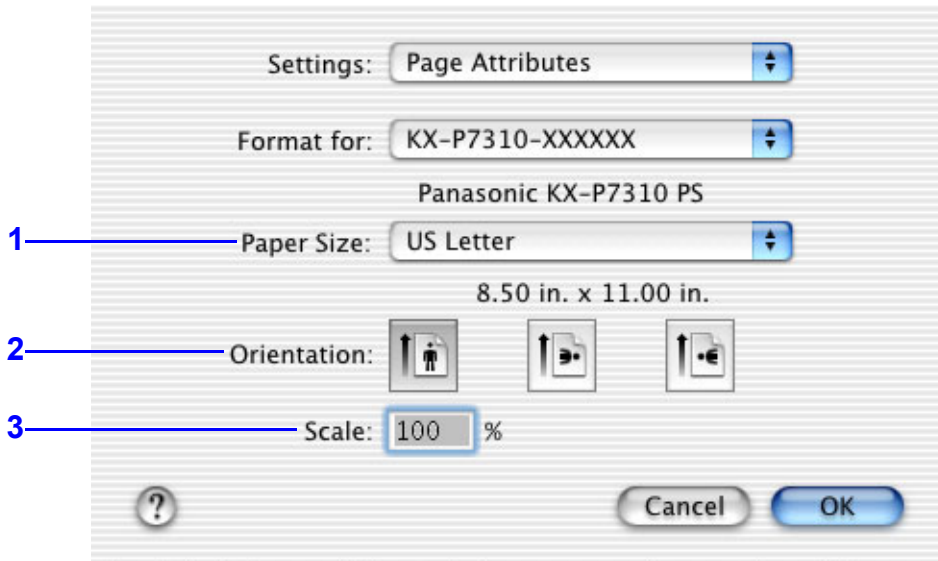 Settings: Page Attributes
Format for: KX-P7310-XXXXXX
Panasonic KX-P7310 PS
1 Paper Size: US Letter
8.50 in. x 11.00 in.
2 Orientation:
3 Scale: 100 %
? Cancel OK